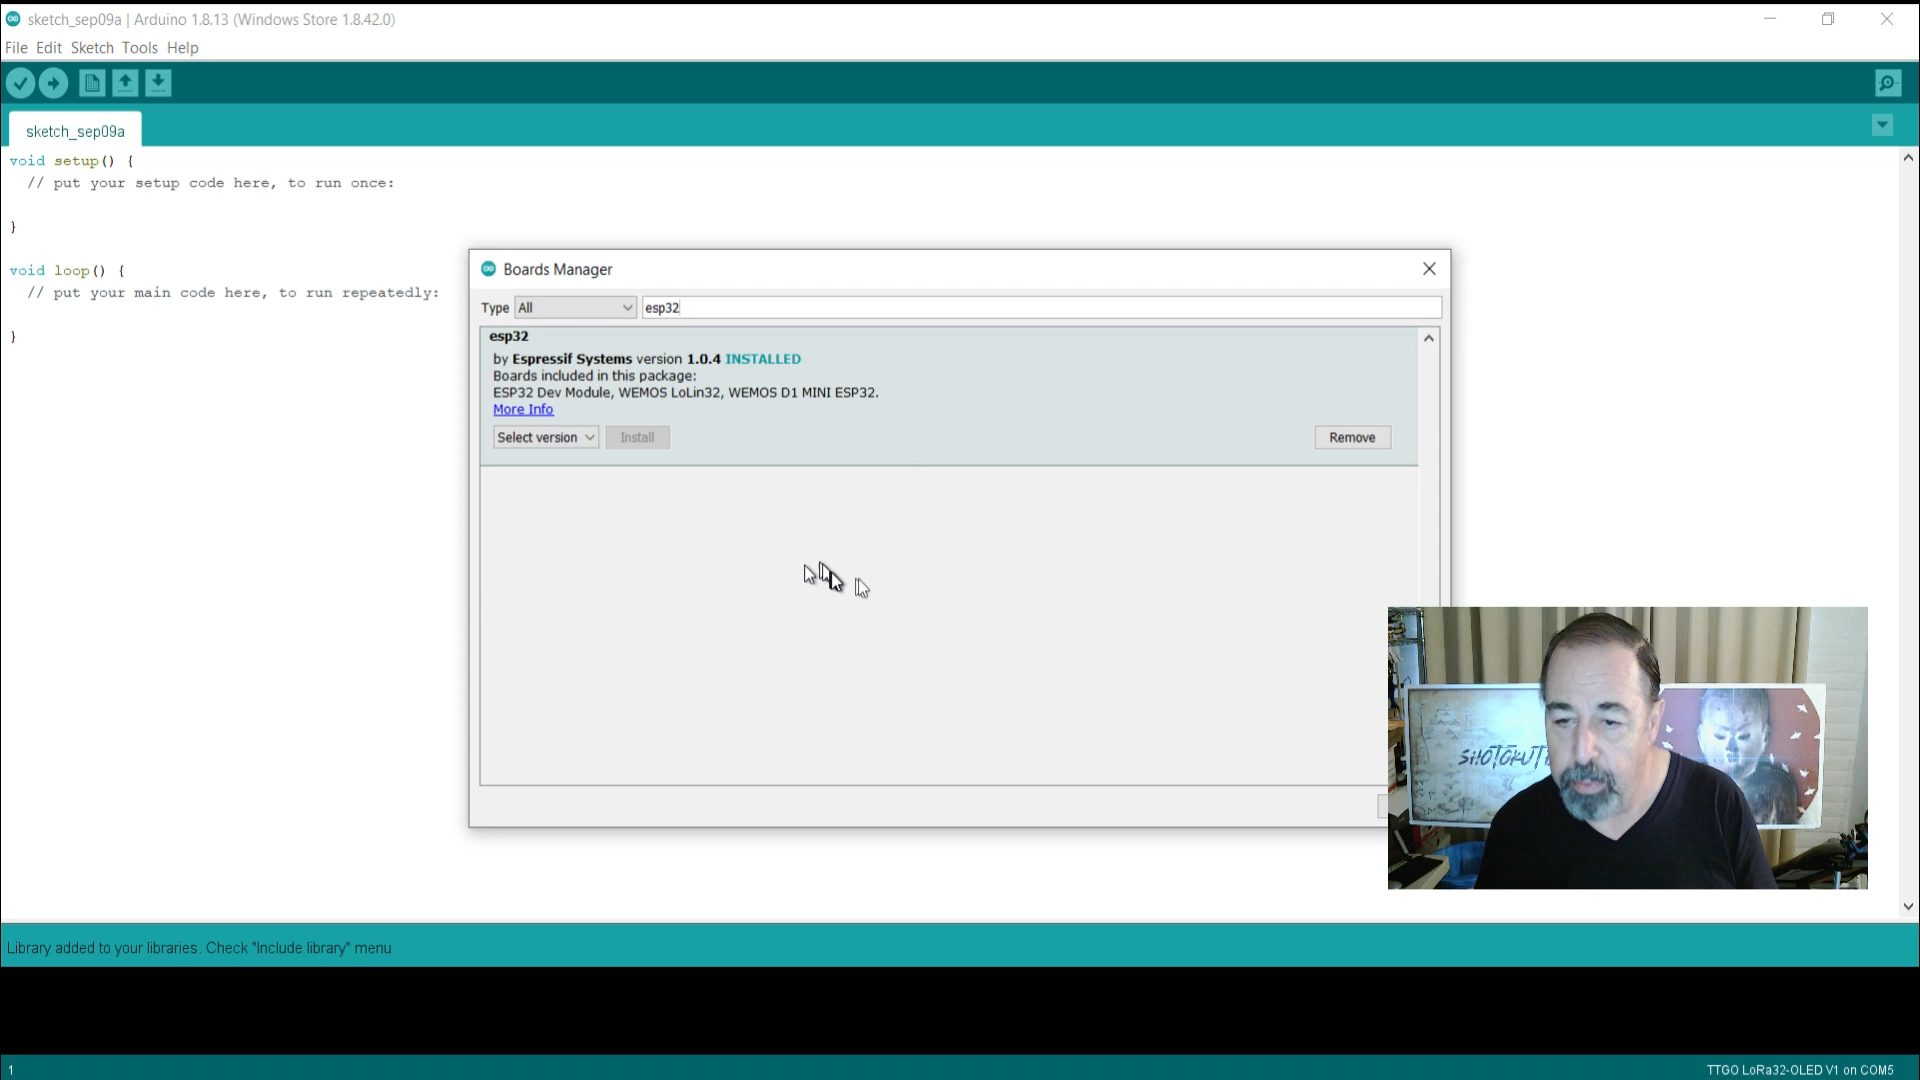 sketch_sep09a | Arduino 1.8.13 (Windows Store 1.8.42.0)
File Edit Sketch Tools Help
sketch_sep09a
void setup() {
// put your setup code here, to run once:
}
void loop() {
// put your main code here, to run repeatedly:
}
Boards Manager
Type All esp32
esp32
by Espressif Systems version 1.0.4 INSTALLED
Boards included in this package:
ESP32 Dev Module, WEMOS LoLin32, WEMOS D1 MINI ESP32.
More Info
Select version Install Remove
Library added to your libraries. Check "Include library" menu
1 TTGO LoRa32-OLED V1 on COM5